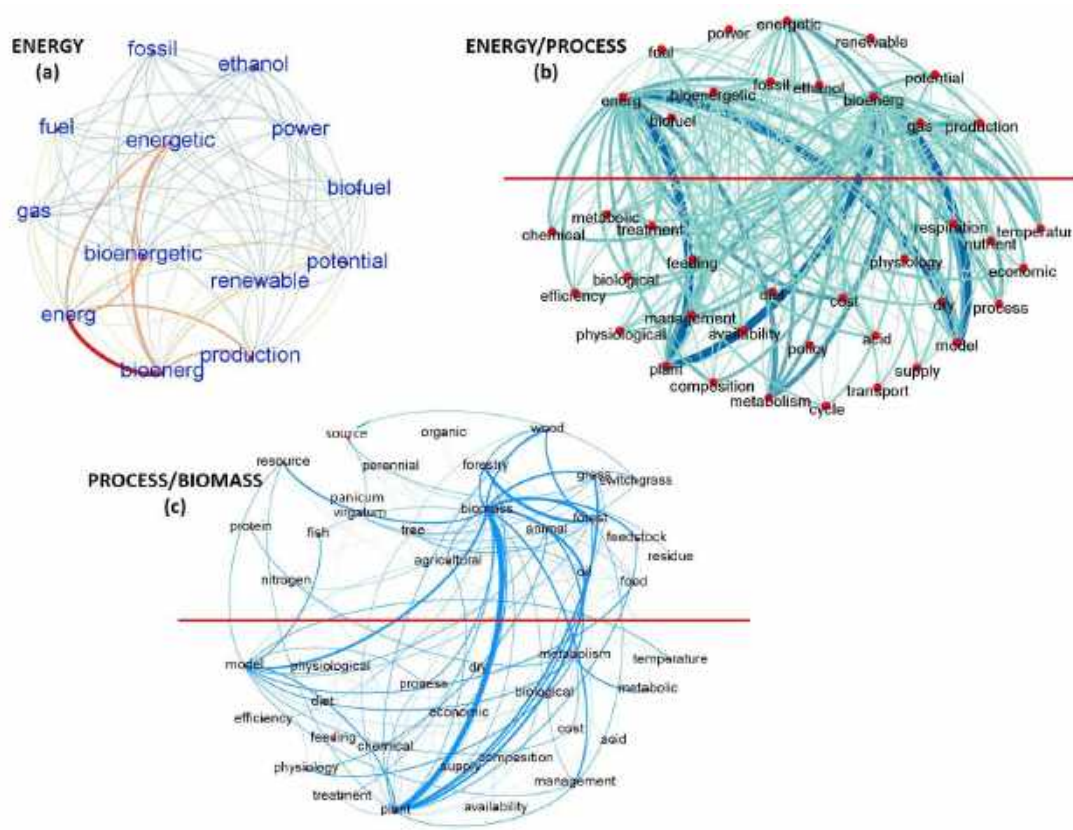 ENERGY
(a)
fossil
ethanol
fuel
energetic
power
biofuel
gas
bioenergetic
potential
renewable
energ
production
bioenerg
ENERGY/PROCESS
(b)
energetic
power
renewable
fual
potential
fossil
ethanol
bioenergetic
energ
bioenerg
biofuel
gas
production
metabolic
chemical
treatment
respiration
temperatur
nutrient
feeding
physiology
economic
biological
efficiency
diet
cost
dry
process
management
physiological
availability
acid
model
policy
plant
supply
composition
transport
metabolism
cycle
PROCESS/BIOMASS
(c)
source
organic
wood
resource
perennial
forestry
grass
switchgrass
panicum
virgatum
biomass
protein
fish
tree
animal
forest
feedstock
residue
agricultural
oil
food
nitrogen
model
physiological
dry
metabolism
temperature
process
biological
metabolic
diet
efficiency
economic
cost
acid
feeding
chemical
physiology
supply
composition
management
treatment
plant
availability